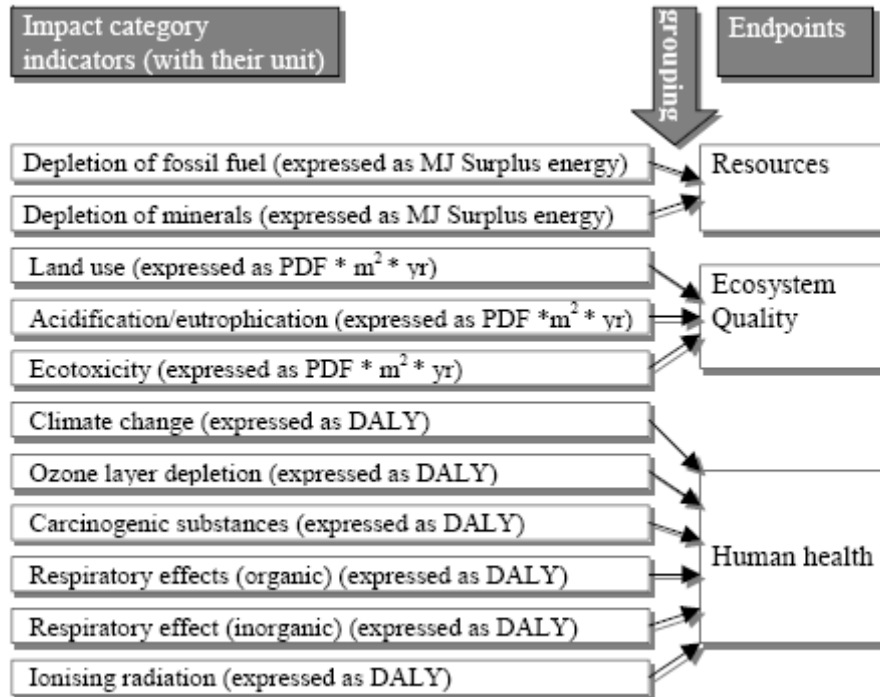 Impact category
indicators (with their unit)
grouping
Endpoints
Depletion of fossil fuel (expressed as MJ Surplus energy)
Resources
Depletion of minerals (expressed as MJ Surplus energy)
Land use (expressed as PDF * m² * yr)
Ecosystem
Quality
Acidification/eutrophication (expressed as PDF *m² * yr)
Ecotoxicity (expressed as PDF * m² * yr)
Climate change (expressed as DALY)
Ozone layer depletion (expressed as DALY)
Carcinogenic substances (expressed as DALY)
Human health
Respiratory effects (organic) (expressed as DALY)
Respiratory effect (inorganic) (expressed as DALY)
Ionising radiation (expressed as DALY)